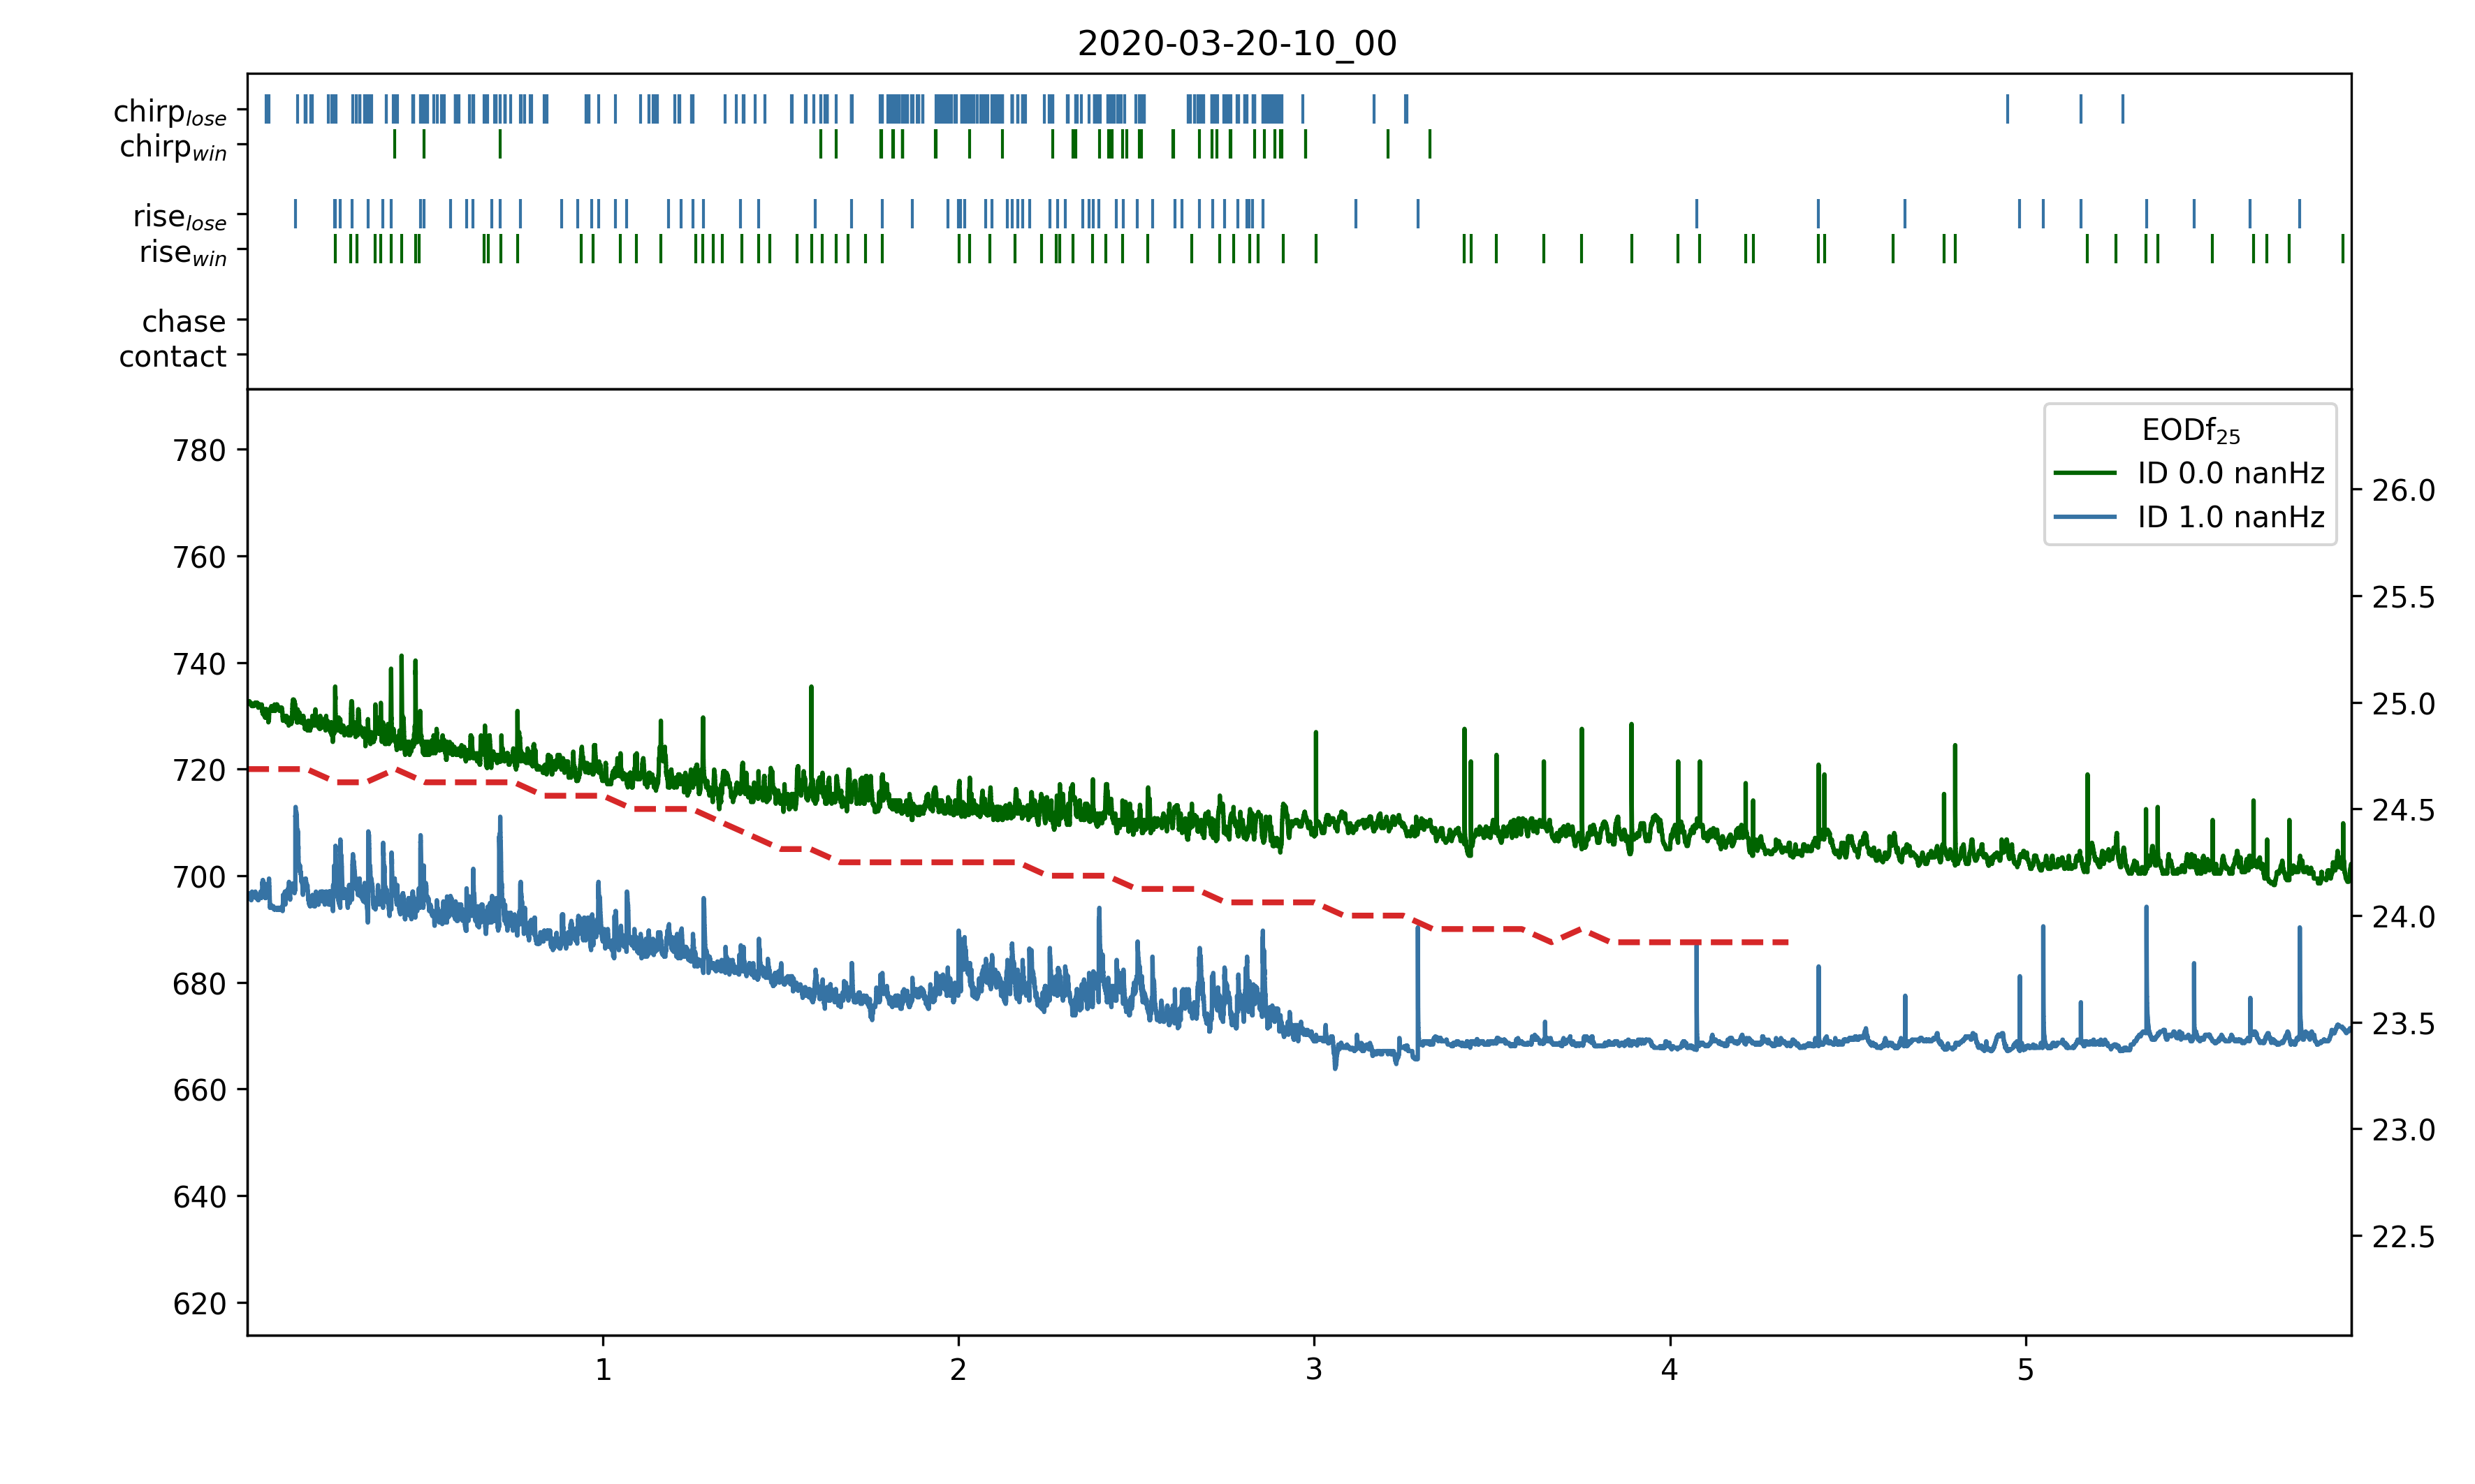 2020-03-20-10_00
chirp_lose
chirp_win
rise_lose
rise_win
chase
contact
EODf_25
ID 0.0 nanHz
ID 1.0 nanHz
780
760
740
720
700
680
660
640
620
26.0
25.5
25.0
24.5
24.0
23.5
23.0
22.5
1 2 3 4 5